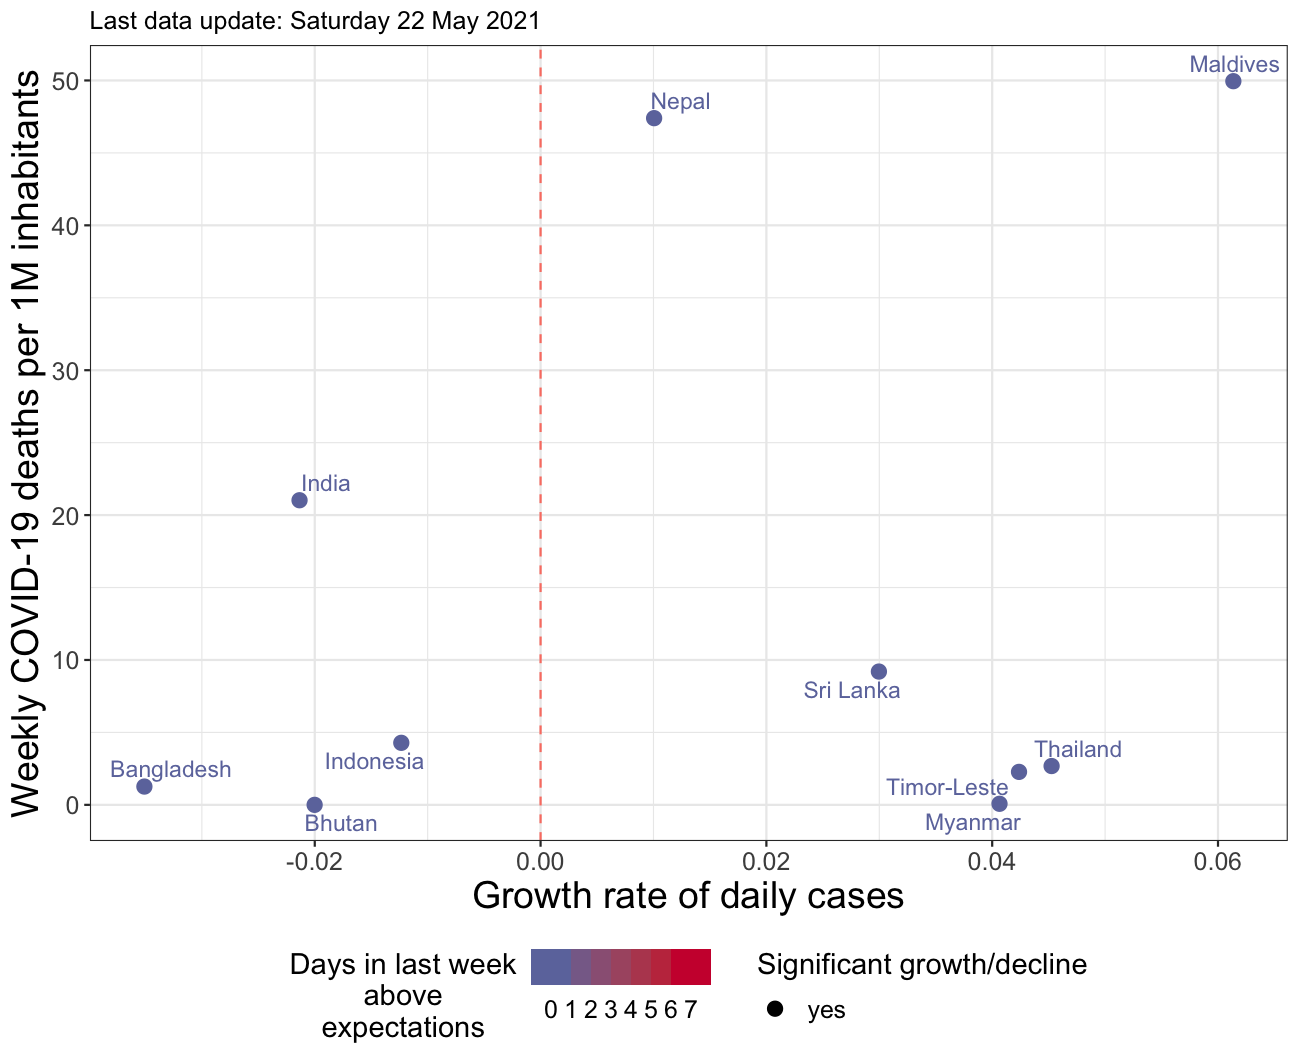 Last data update: Saturday 22 May 2021
Weekly COVID-19 deaths per 1M inhabitants
50
40
30
20
10
0
Maldives
Nepal
India
Sri Lanka
Thailand
Indonesia
Bangladesh
Timor-Leste
Bhutan
Myanmar
-0.02 0.00 0.02 0.04 0.06
Growth rate of daily cases
Days in last week
above
expectations
0 1 2 3 4 5 6 7
Significant growth/decline
yes